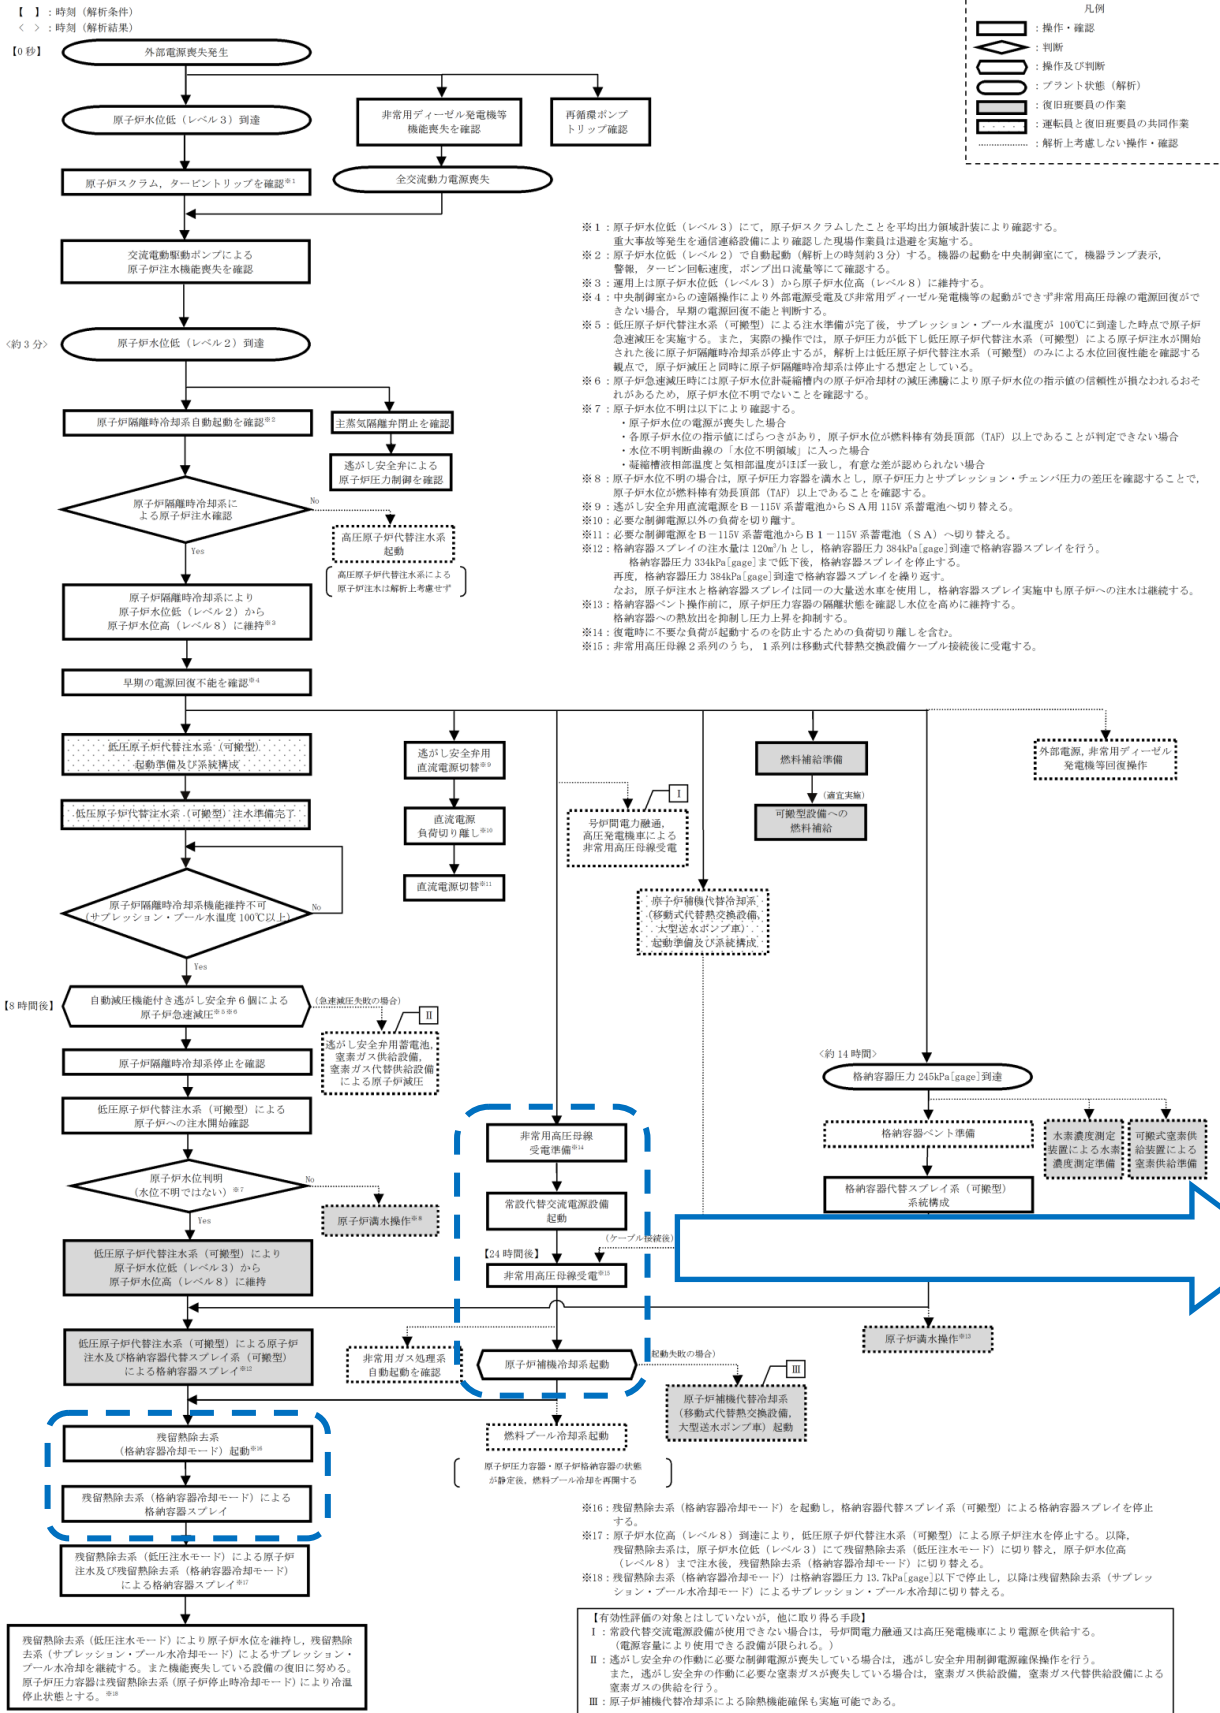 【 】：時刻（解析条件）
〈 〉：時刻（解析結果）
凡例
：操作・確認
：判断
：操作及び判断
：プラント状態（解析）
：復旧班要員の作業
：運転員と復旧班要員の共同作業
：解析上考慮しない操作・確認
【0 秒】
外部電源喪失発生
原子炉水位低（レベル３）到達
非常用ディーゼル発電機等
機能喪失を確認
再循環ポンプ
トリップ確認
原子炉スクラム，タービントリップを確認※1
全交流動力電源喪失
交流電動駆動ポンプによる
原子炉注水機能喪失を確認
〈約３分〉
原子炉水位低（レベル２）到達
原子炉隔離時冷却系自動起動を確認※2
主蒸気隔離弁閉止を確認
逃がし安全弁による
原子炉圧力制御を確認
原子炉隔離時冷却系に
よる原子炉注水確認
No
Yes
高圧原子炉代替注水系
起動
高圧原子炉代替注水系による
原子炉注水は解析上考慮せず
原子炉隔離時冷却系により
原子炉水位低（レベル２）から
原子炉水位高（レベル８）に維持※3
早期の電源回復不能を確認※4
※１：原子炉水位低（レベル３）にて，原子炉スクラムしたことを平均出力領域計装により確認する。
重大事故等発生を通信連絡設備により確認した現場作業員は退避を実施する。
※２：原子炉水位低（レベル２）で自動起動（解析上の時刻約３分）する。機器の起動を中央制御室にて，機器ランプ表示，
警報，タービン回転速度，ポンプ出口流量等にて確認する。
※３：運用上は原子炉水位低（レベル３）から原子炉水位高（レベル８）に維持する。
※４：中央制御室からの遠隔操作により外部電源受電及び非常用ディーゼル発電機等の起動ができず非常用高圧母線の電源回復がで
きない場合，早期の電源回復不能と判断する。
※５：低圧原子炉代替注水系（可搬型）による注水準備が完了後，サプレッション・プール水温度が 100℃に到達した時点で原子炉
急速減圧を実施する。また，実際の操作では，原子炉圧力が低下し低圧原子炉代替注水系（可搬型）による原子炉注水が開始
された後に原子炉隔離時冷却系が停止するが，解析上は低圧原子炉代替注水系（可搬型）のみによる水位回復性能を確認する
観点で，原子炉減圧と同時に原子炉隔離時冷却系は停止する想定としている。
※６：原子炉急速減圧時には原子炉水位計凝縮槽内の原子炉冷却材の減圧沸騰により原子炉水位の指示値の信頼性が損なわれるおそ
れがあるため，原子炉水位不明でないことを確認する。
※７：原子炉水位不明は以下により確認する。
・原子炉水位の電源が喪失した場合
・各原子炉水位の指示値にばらつきがあり，原子炉水位が燃料棒有効長頂部（TAF）以上であることが判定できない場合
・水位不明判断曲線の「水位不明領域」に入った場合
・凝縮槽液相部温度と気相部温度がほぼ一致し，有意な差が認められない場合
※８：原子炉水位不明の場合は，原子炉圧力容器を満水とし，原子炉圧力とサプレッション・チェンバ圧力の差圧を確認することで，
原子炉水位が燃料棒有効長頂部（TAF）以上であることを確認する。
※９：逃がし安全弁用直流電源をＢ－115V 系蓄電池からＳＡ用 115V 系蓄電池へ切り替える。
※10：必要な制御電源以外の負荷を切り離す。
※11：必要な制御電源をＢ－115V 系蓄電池からＢ１－115V 系蓄電池（ＳＡ）へ切り替える。
※12：格納容器スプレイの注水量は 120m³/h とし，格納容器圧力 384kPa[gage]到達で格納容器スプレイを行う。
格納容器圧力 334kPa[gage]まで低下後，格納容器スプレイを停止する。
再度，格納容器圧力 384kPa[gage]到達で格納容器スプレイを繰り返す。
なお，原子炉注水と格納容器スプレイは同一の大量送水車を使用し，格納容器スプレイ実施中も原子炉への注水は継続する。
※13：格納容器ベント操作前に，原子炉圧力容器の隔離状態を確認し水位を高めに維持する。
格納容器への熱放出を抑制し圧力上昇を抑制する。
※14：復電時に不要な負荷が起動するのを防止するための負荷切り離しを含む。
※15：非常用高圧母線２系列のうち，１系列は移動式代替熱交換設備ケーブル接続後に受電する。
低圧原子炉代替注水系（可搬型）
起動準備及び系統構成
低圧原子炉代替注水系（可搬型）注水準備完了
逃がし安全弁用
直流電源切替※9
直流電源
負荷切り離し※10
直流電源切替※11
Ⅰ
号炉間電力融通，
高圧発電機車による
非常用高圧母線受電
原子炉補機代替冷却系
（移動式代替熱交換設備，
大型送水ポンプ車）
起動準備及び系統構成
燃料補給準備
（適宜実施）
可搬型設備への
燃料補給
外部電源，非常用ディーゼル
発電機等回復操作
原子炉隔離時冷却系機能維持不可
（サプレッション・プール水温度 100℃以上）
No
Yes
【8 時間後】
自動減圧機能付き逃がし安全弁６個による
原子炉急速減圧※5※6
（急速減圧失敗の場合）
Ⅱ
逃がし安全弁用蓄電池，
窒素ガス供給設備，
窒素ガス代替供給設備
による原子炉減圧
原子炉隔離時冷却系停止を確認
低圧原子炉代替注水系（可搬型）による
原子炉への注水開始確認
原子炉水位判明
（水位不明ではない）※7
No
Yes
原子炉満水操作※8
低圧原子炉代替注水系（可搬型）により
原子炉水位低（レベル３）から
原子炉水位高（レベル８）に維持
非常用高圧母線
受電準備※14
常設代替交流電源設備
起動
（ケーブル接続後）
【24 時間後】
非常用高圧母線受電※15
〈約 14 時間〉
格納容器圧力 245kPa[gage]到達
格納容器ベント準備
水素濃度測定
装置による水素
濃度測定準備
可搬式窒素供
給装置による
窒素供給準備
格納容器代替スプレイ系（可搬型）
系統構成
原子炉満水操作※13
低圧原子炉代替注水系（可搬型）による原子炉
注水及び格納容器代替スプレイ系（可搬型）
による格納容器スプレイ※12
非常用ガス処理系
自動起動を確認
原子炉補機冷却系起動
起動失敗の場合）
Ⅲ
原子炉補機代替冷却系
（移動式代替熱交換設備，
大型送水ポンプ車）起動
燃料プール冷却系起動
原子炉圧力容器・原子炉格納容器の状態
が静定後，燃料プール冷却を再開する
残留熱除去系
（格納容器冷却モード）起動※16
残留熱除去系（格納容器冷却モード）による
格納容器スプレイ
残留熱除去系（低圧注水モード）による原子炉
注水及び残留熱除去系（格納容器冷却モード）
による格納容器スプレイ※17
残留熱除去系（低圧注水モード）により原子炉水位を維持し，残留熱除
去系（サプレッション・プール水冷却モード）によるサプレッション・
プール水冷却を継続する。また機能喪失している設備の復旧に努める。
原子炉圧力容器は残留熱除去系（原子炉停止時冷却モード）により冷温
停止状態とする。※18
※16：残留熱除去系（格納容器冷却モード）を起動し，格納容器代替スプレイ系（可搬型）による格納容器スプレイを停止
する。
※17：原子炉水位高（レベル８）到達により，低圧原子炉代替注水系（可搬型）による原子炉注水を停止する。以降，
残留熱除去系は，原子炉水位低（レベル３）にて残留熱除去系（低圧注水モード）に切り替え，原子炉水位高
（レベル８）まで注水後，残留熱除去系（格納容器冷却モード）に切り替える。
※18：残留熱除去系（格納容器冷却モード）は格納容器圧力 13.7kPa[gage]以下で停止し，以降は残留熱除去系（サプレッ
ション・プール水冷却モード）によるサプレッション・プール水冷却に切り替える。
【有効性評価の対象とはしていないが，他に取り得る手段】
Ⅰ：常設代替交流電源設備が使用できない場合は，号炉間電力融通又は高圧発電機車により電源を供給する。
（電源容量により使用できる設備が限られる。）
Ⅱ：逃がし安全弁の作動に必要な制御電源が喪失している場合は，逃がし安全弁用制御電源確保操作を行う。
また，逃がし安全弁の作動に必要な窒素ガスが喪失している場合は，窒素ガス供給設備，窒素ガス代替供給設備による
窒素ガスの供給を行う。
Ⅲ：原子炉補機代替冷却系による除熱機能確保も実施可能である。